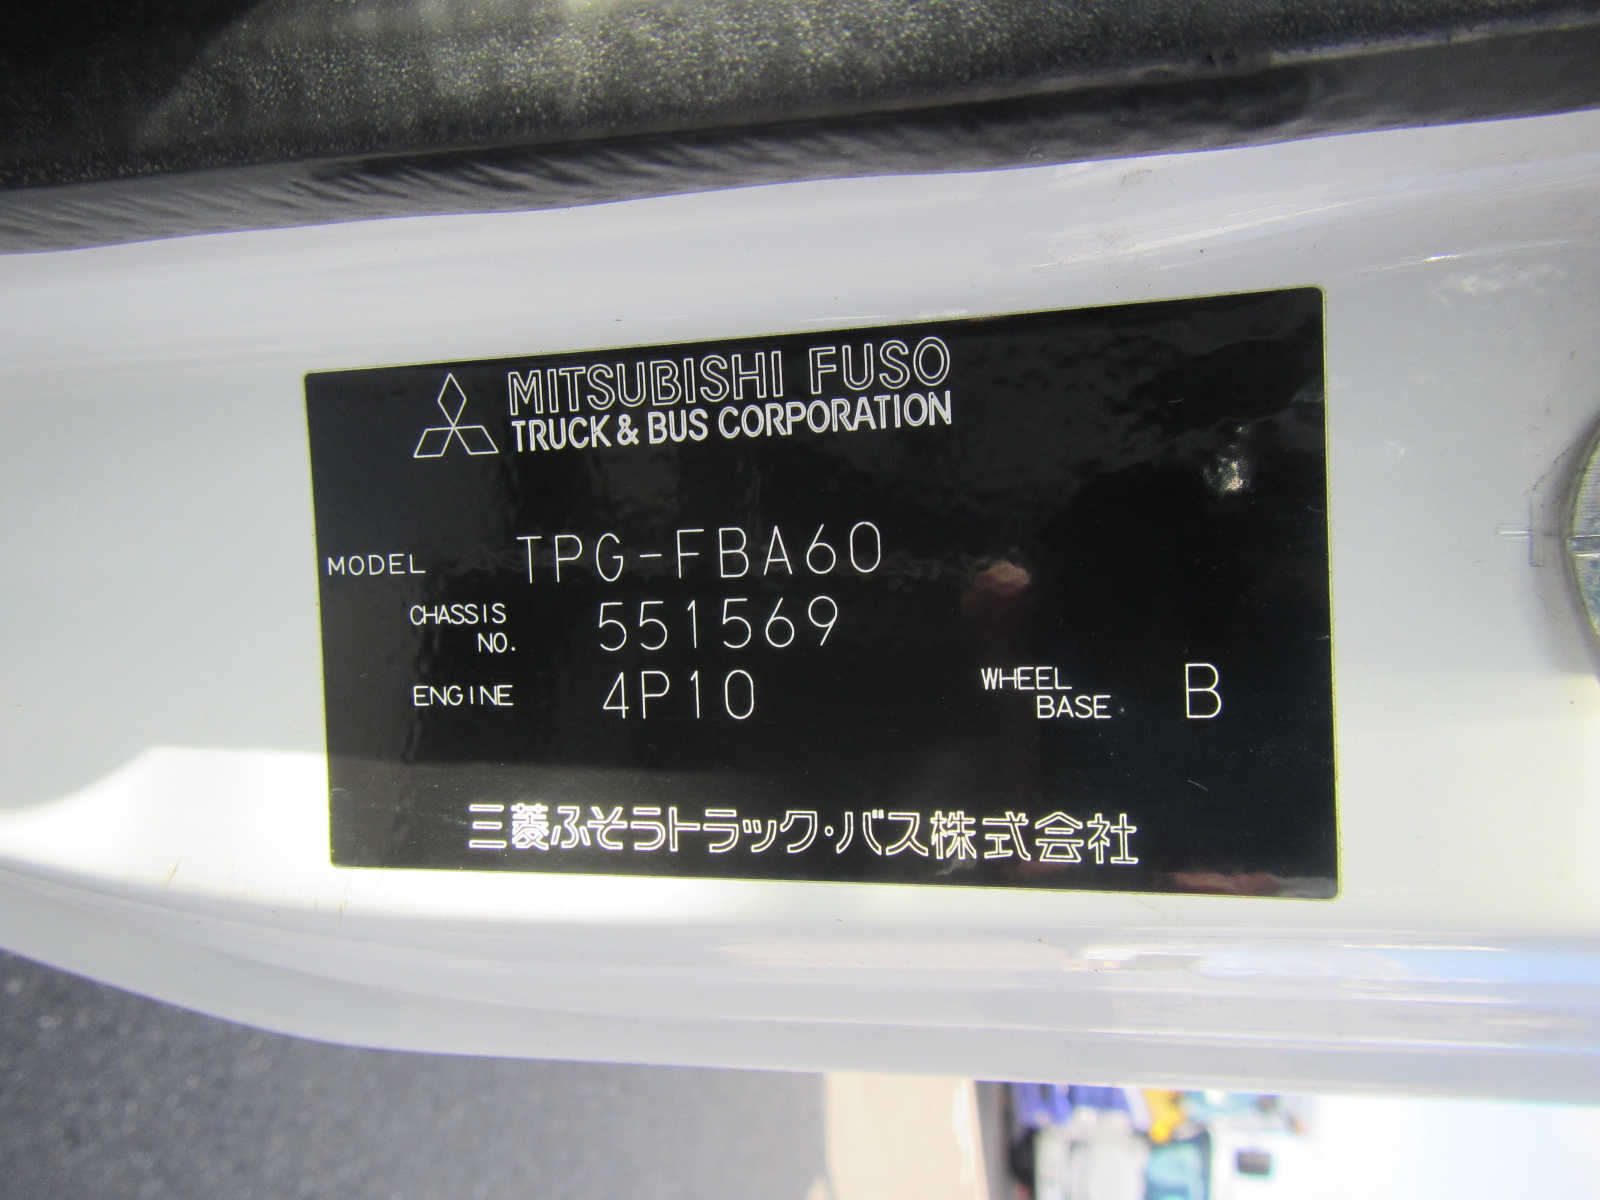 MITSUBISHI FUSO
TRUCK & BUS CORPORATION
MODEL TPG-FBA60
CHASSIS NO. 551569
ENGINE 4P10 WHEEL BASE B
三菱ふそうトラック・バス株式会社